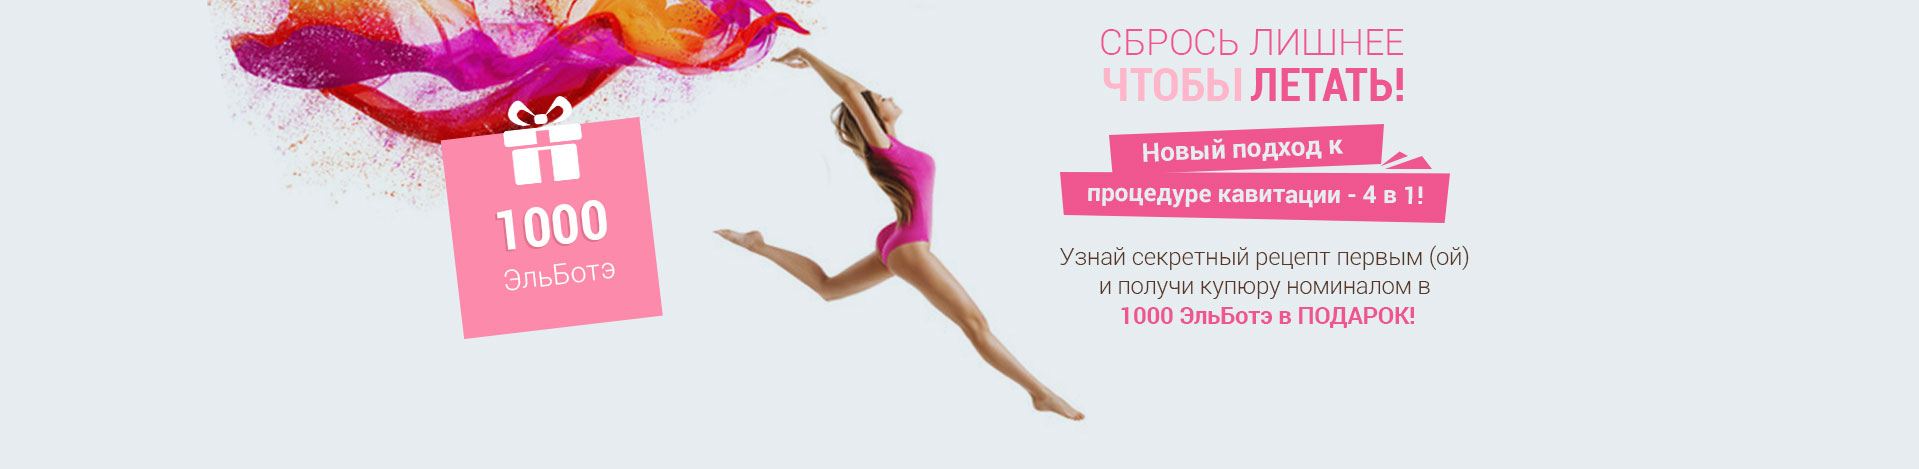 СБРОСЬ ЛИШНЕЕ
ЧТОБЫ ЛЕТАТЬ!
Новый подход к
процедуре кавитации - 4 в 1!
Узнай секретный рецепт первым (ой)
и получи купюру номиналом в
1000 ЭльБотэ в ПОДАРОК!
1000
ЭльБотэ